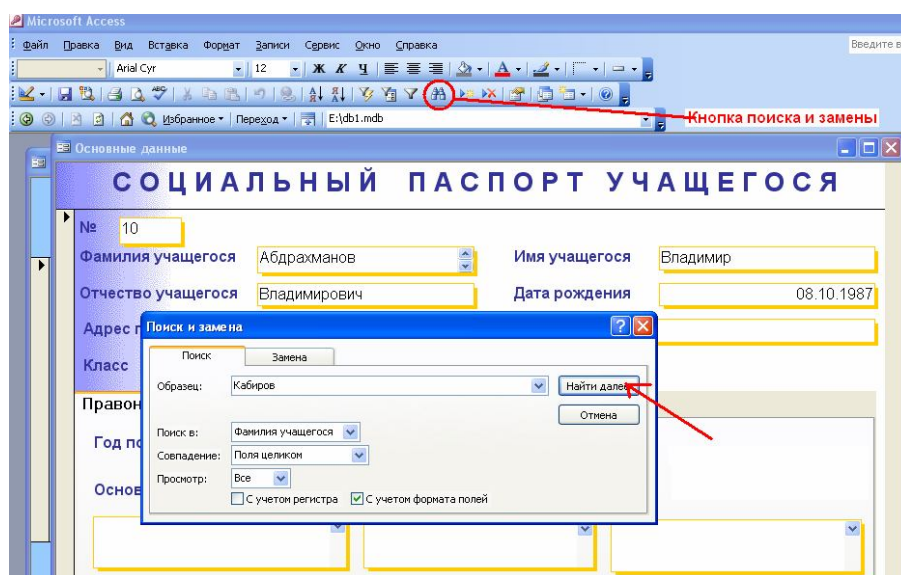 Microsoft Access
Файл Правка Вид Вставка Формат Записи Сервис Окно Справка
Arial Cyr 12 Ж К Ч
Избранное Переход E:\db1.mdb
Кнопка поиска и замены
Основные данные
СОЦИАЛЬНЫЙ ПАСПОРТ УЧАЩЕГОСЯ
№ 10
Фамилия учащегося Абдрахманов Имя учащегося Владимир
Отчество учащегося Владимирович Дата рождения 08.10.1987
Адрес
Поиск и замена
Поиск Замена
Класс
Образец: Кабиров Найти далее
Отмена
Правон
Поиск в: Фамилия учащегося
Год по
Совпадение: Поля целиком
Просмотр: Все
Основ
С учетом регистра С учетом формата полей